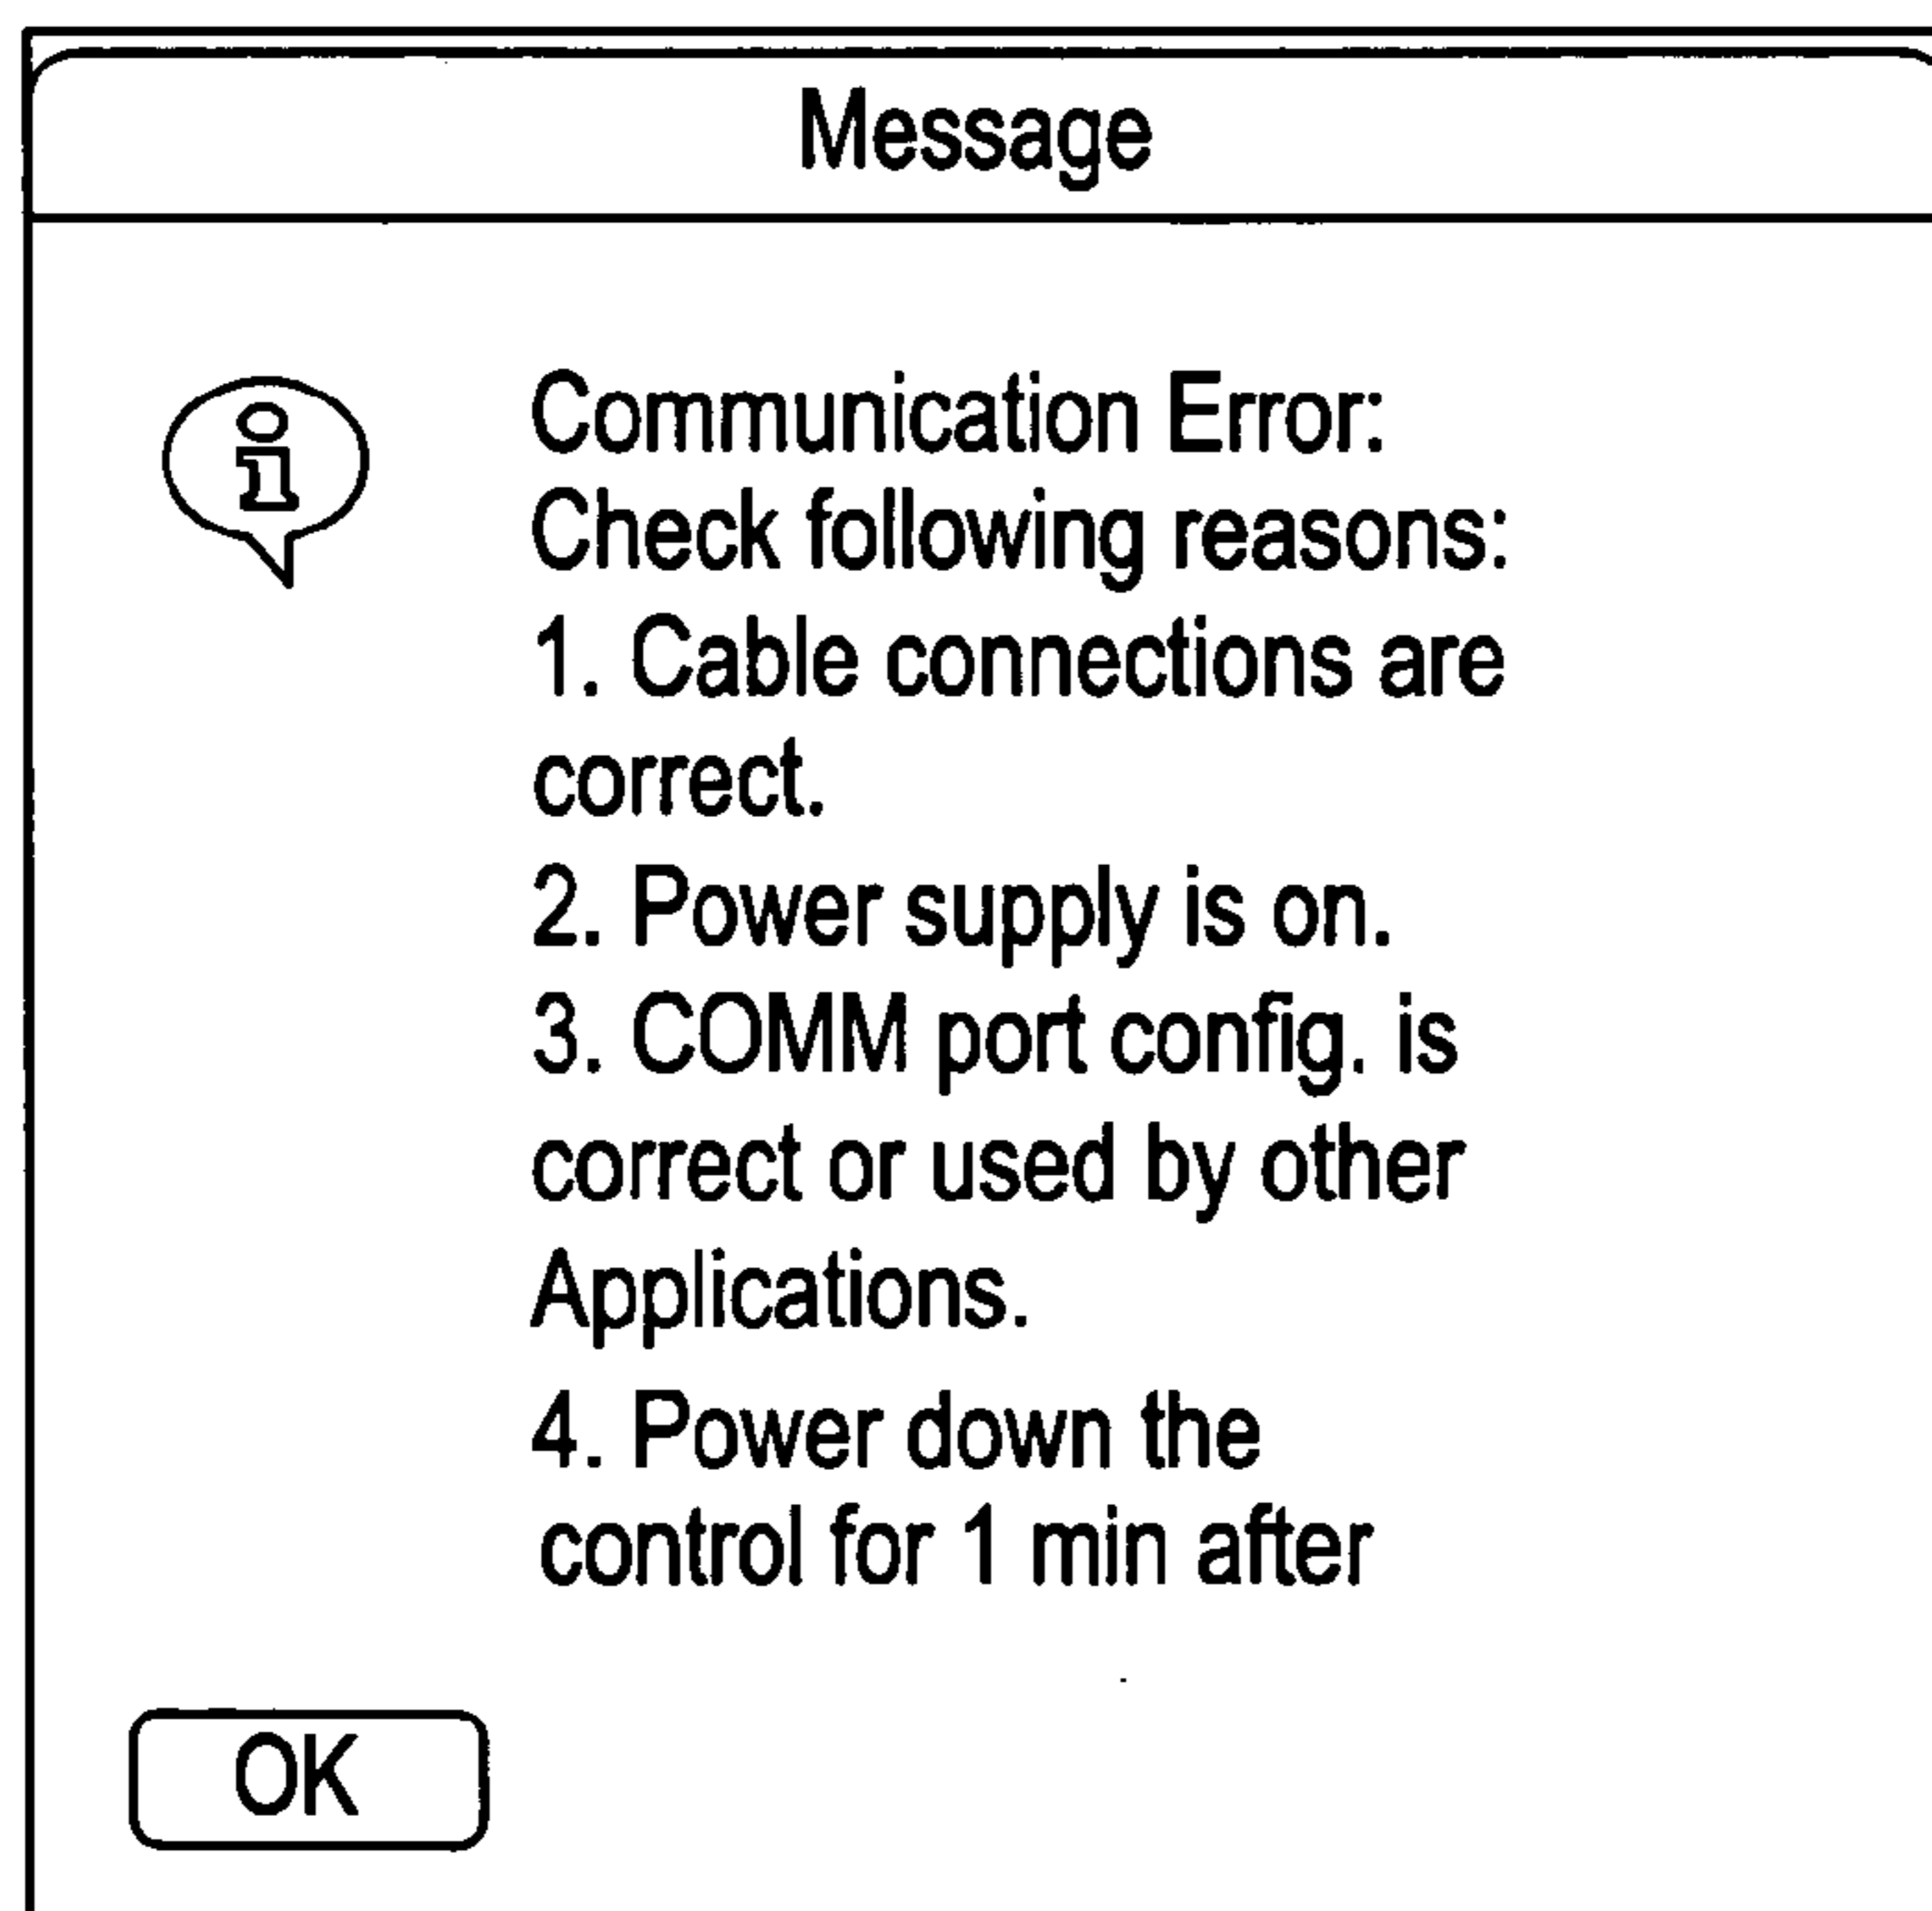 Message
i
Communication Error:
Check following reasons:
1. Cable connections are
correct.
2. Power supply is on.
3. COMM port config. is
correct or used by other
Applications.
4. Power down the
control for 1 min after
OK